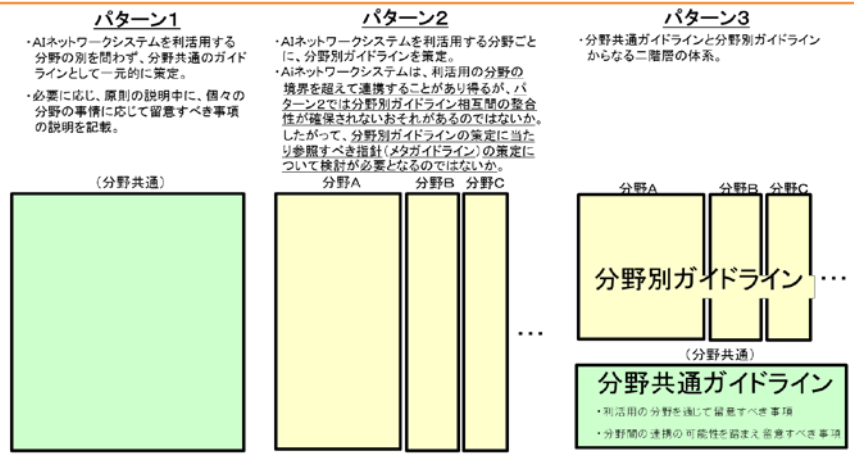 パターン1
・AIネットワークシステムを利活用する
分野の別を問わず、分野共通のガイド
ラインとして一元的に策定。
・必要に応じ、原則の説明中に、個々の
分野の事情に応じて留意すべき事項
の説明を記載。
(分野共通)
パターン2
・AIネットワークシステムを利活用する分野ごと
に、分野別ガイドラインを策定。
・AiネットワークシステムAは、利活用の分野の
境界を超えて連携することがあり得るが、パ
ターン2では分野別ガイドライン相互間の整合
性が確保されないおそれがあるのではないか。
したがって、分野別ガイドラインの策定に当た
り参照すべき指針(メタガイドライン)の策定に
ついて検討が必要となるのではないか。
分野A 分野B 分野C
…
パターン3
・分野共通ガイドラインと分野別ガイドライン
からなる二階層の体系。
分野A 分野B 分野C
分野別ガイドライン …
(分野共通)
分野共通ガイドライン
・利活用の分野を通じて留意すべき事項
・分野間の連携の可能性を踏まえ留意すべき事項